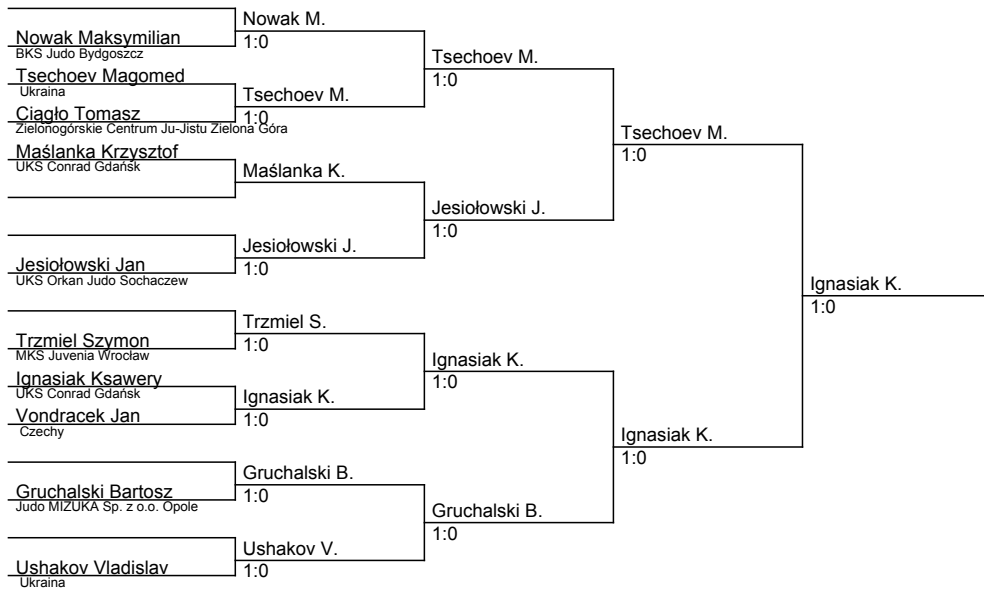 Nowak Maksymilian
BKS Judo Bydgoszcz
Tsechoev Magomed
Ukraina
Ciągło Tomasz
Zielonogórskie Centrum Ju-Jistu Zielona Góra
Maślanka Krzysztof
UKS Conrad Gdańsk
Jesiołowski Jan
UKS Orkan Judo Sochaczew
Trzmiel Szymon
MKS Juvenia Wrocław
Ignasiak Ksawery
UKS Conrad Gdańsk
Vondracek Jan
Czechy
Gruchalski Bartosz
Judo MIZUKA Sp. z o.o. Opole
Ushakov Vladislav
Ukraina
Nowak M.
1:0
Tsechoev M.
1:0
Maślanka K.
Jesiołowski J.
1:0
Trzmiel S.
1:0
Ignasiak K.
1:0
Gruchalski B.
1:0
Ushakov V.
1:0
Tsechoev M.
1:0
Jesiołowski J.
1:0
Ignasiak K.
1:0
Gruchalski B.
1:0
Tsechoev M.
1:0
Ignasiak K.
1:0
Ignasiak K.
1:0